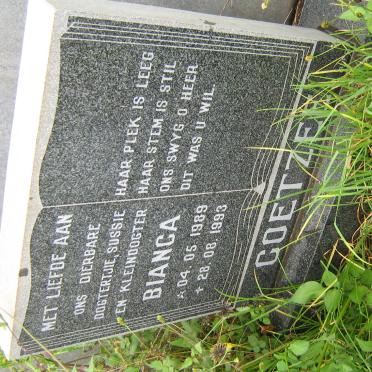 MET LIEFDE AAN
ONS DIERBARE
DOGTERTJIE, SUSSIE
EN KLEINDOGTER
BIANCA
* 04. 05 1989
+ 28. 08 1993
HAAR PLEK IS LEEG
HAAR STEM IS STIL
ONS SWYG O' HEER
DIT WAS U WIL.
GOETZE